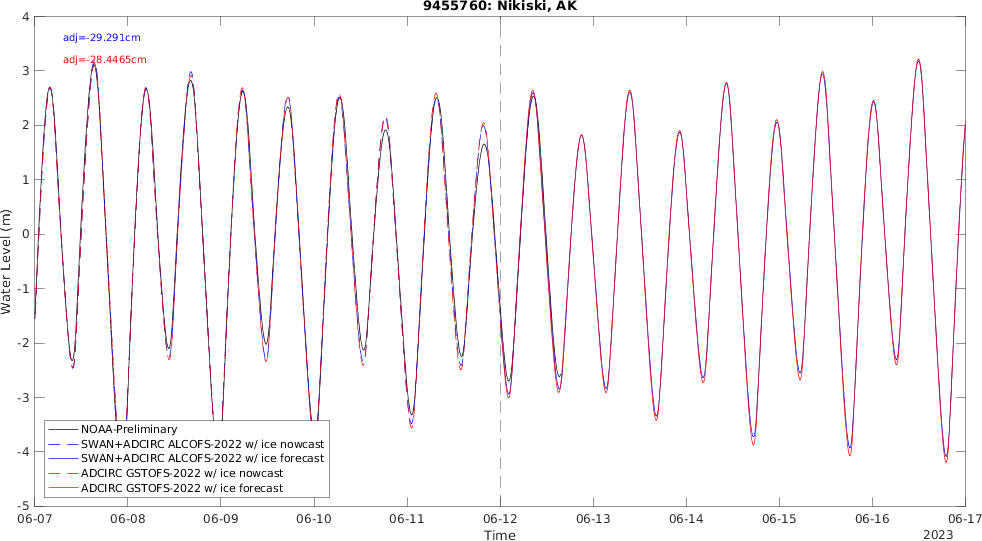 9455760: Nikiski, AK
adj=-29.291cm
adj=-28.4465cm
Water Level (m)
4
3
2
1
0
-1
-2
-3
-4
-5
NOAA-Preliminary
SWAN+ADCIRC ALCOFS-2022 w/ ice nowcast
SWAN+ADCIRC ALCOFS-2022 w/ ice forecast
ADCIRC GSTOFS-2022 w/ ice nowcast
ADCIRC GSTOFS-2022 w/ ice forecast
06-07 06-08 06-09 06-10 06-11 06-12 06-13 06-14 06-15 06-16 06-17
Time
2023